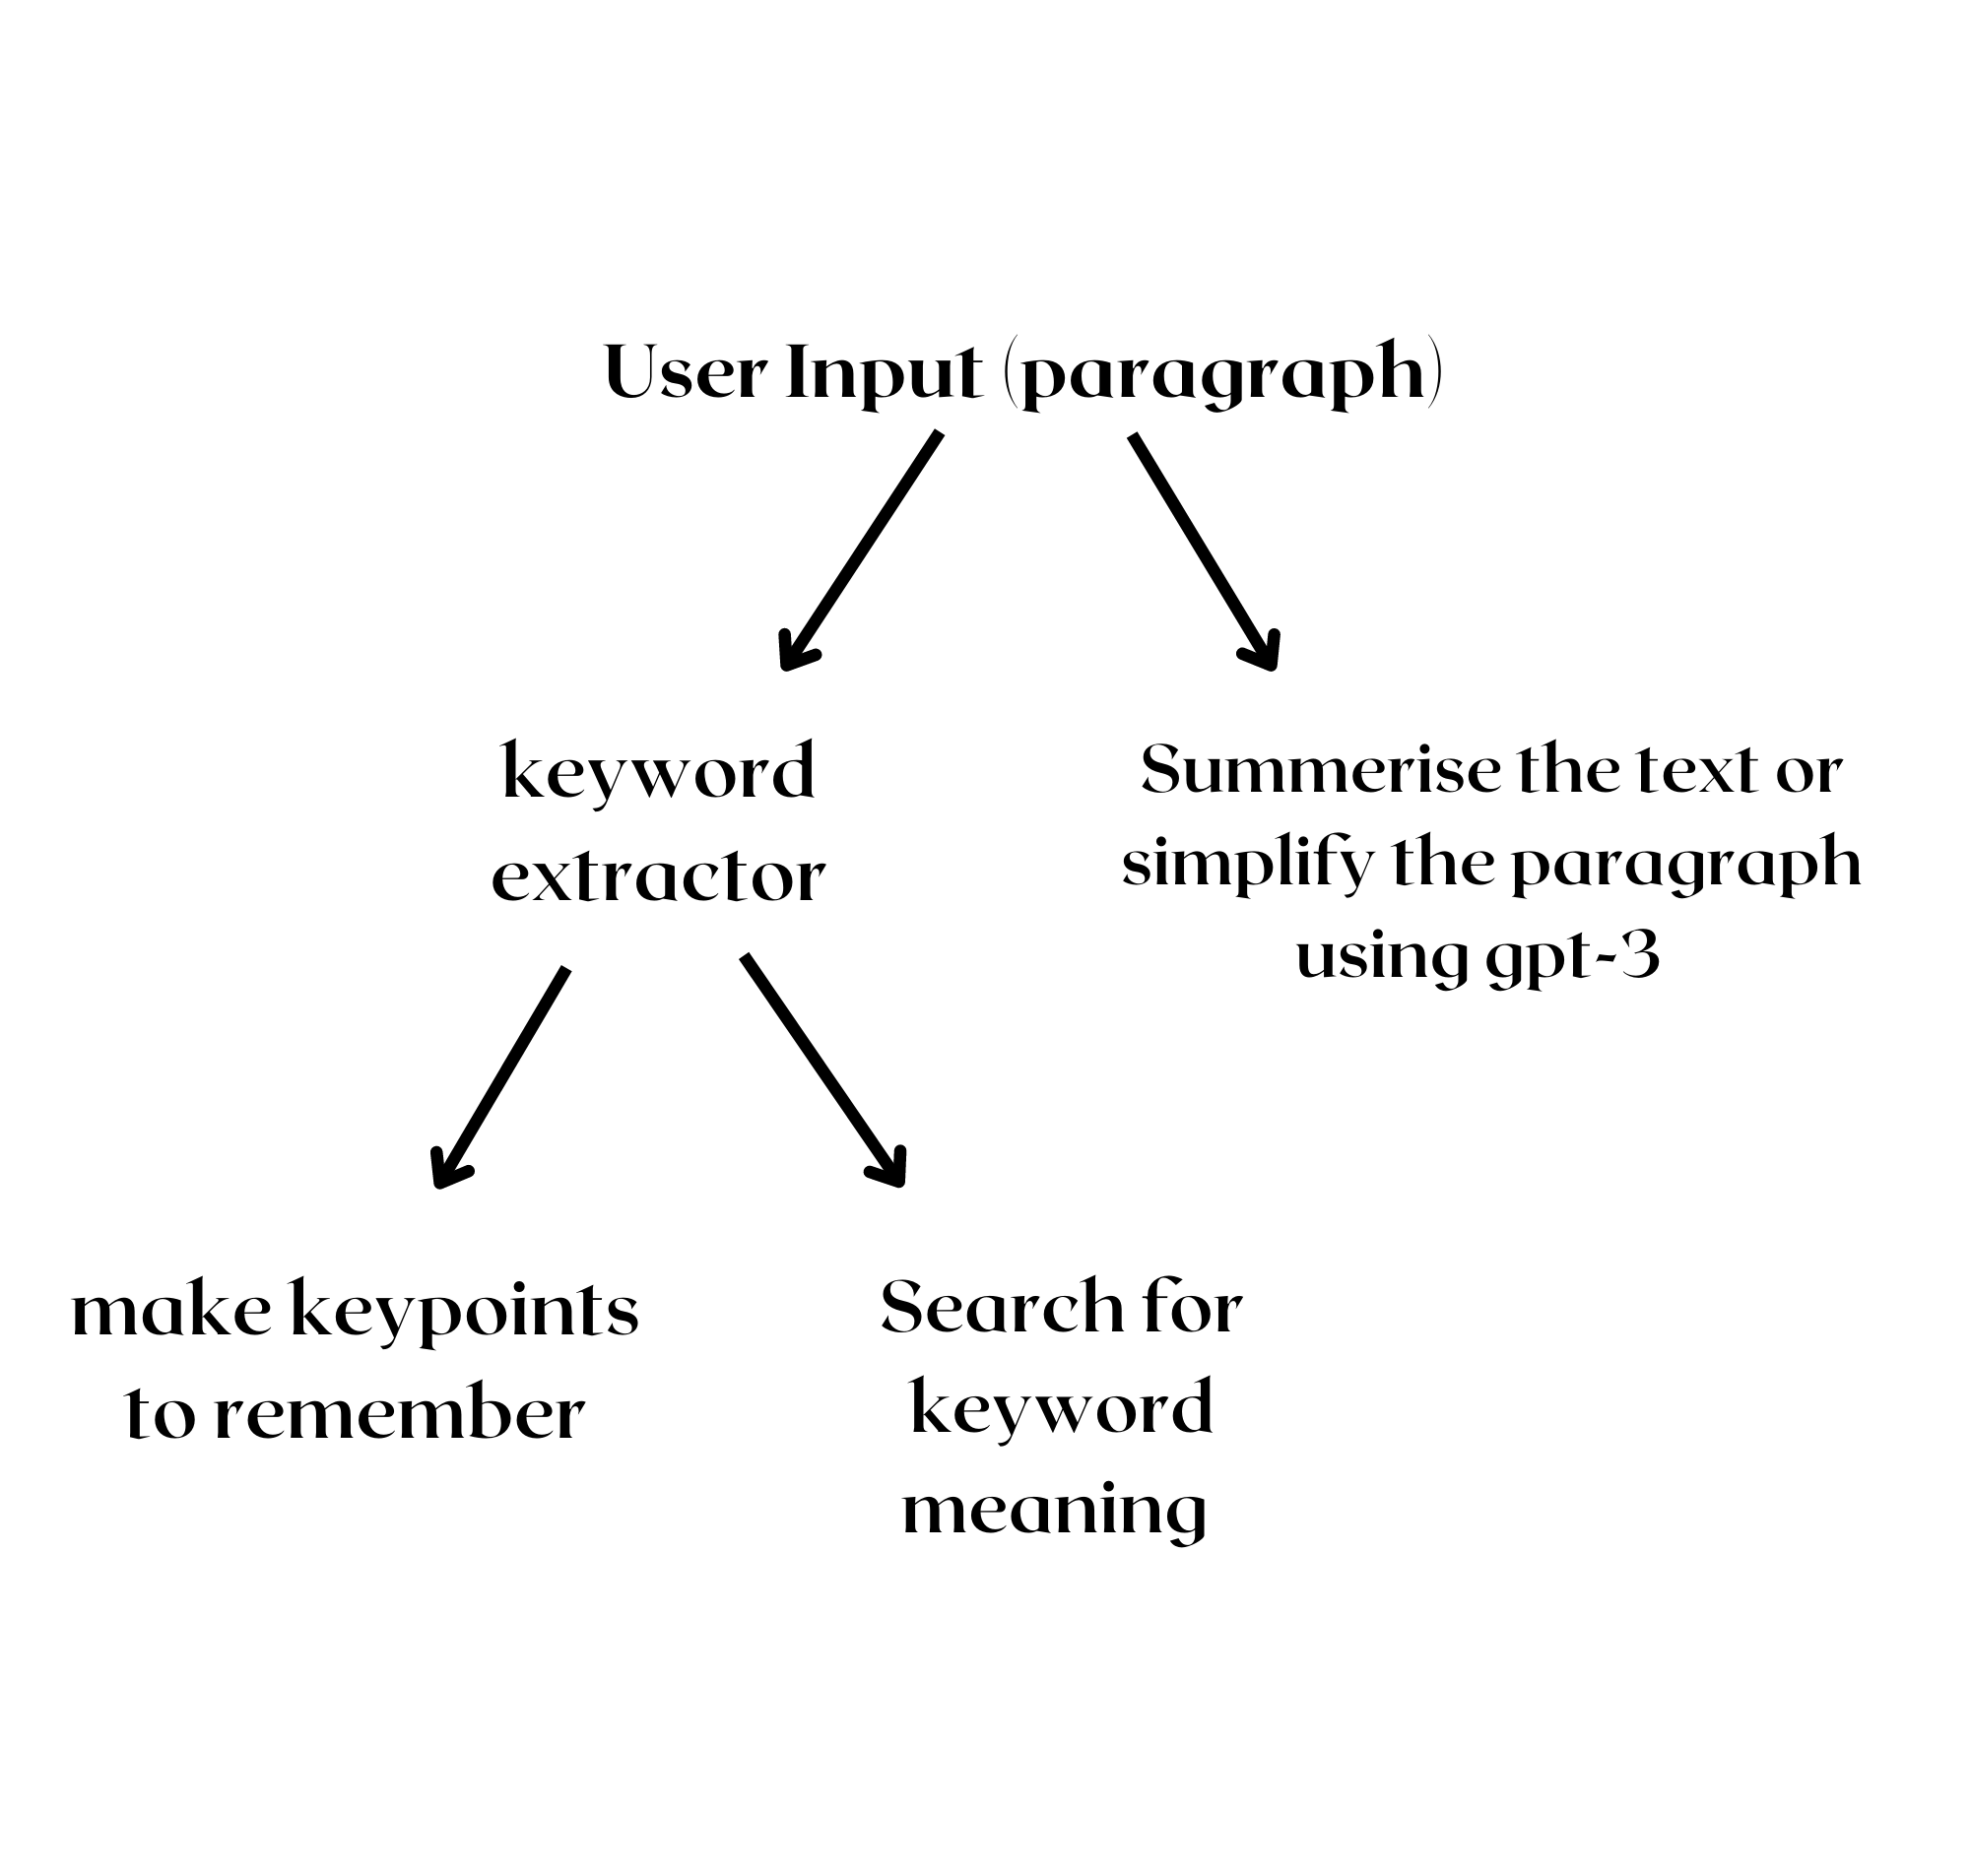 User Input (paragraph)
keyword
extractor
Summerise the text or
simplify the paragraph
using gpt-3
make keypoints
to remember
Search for
keyword
meaning